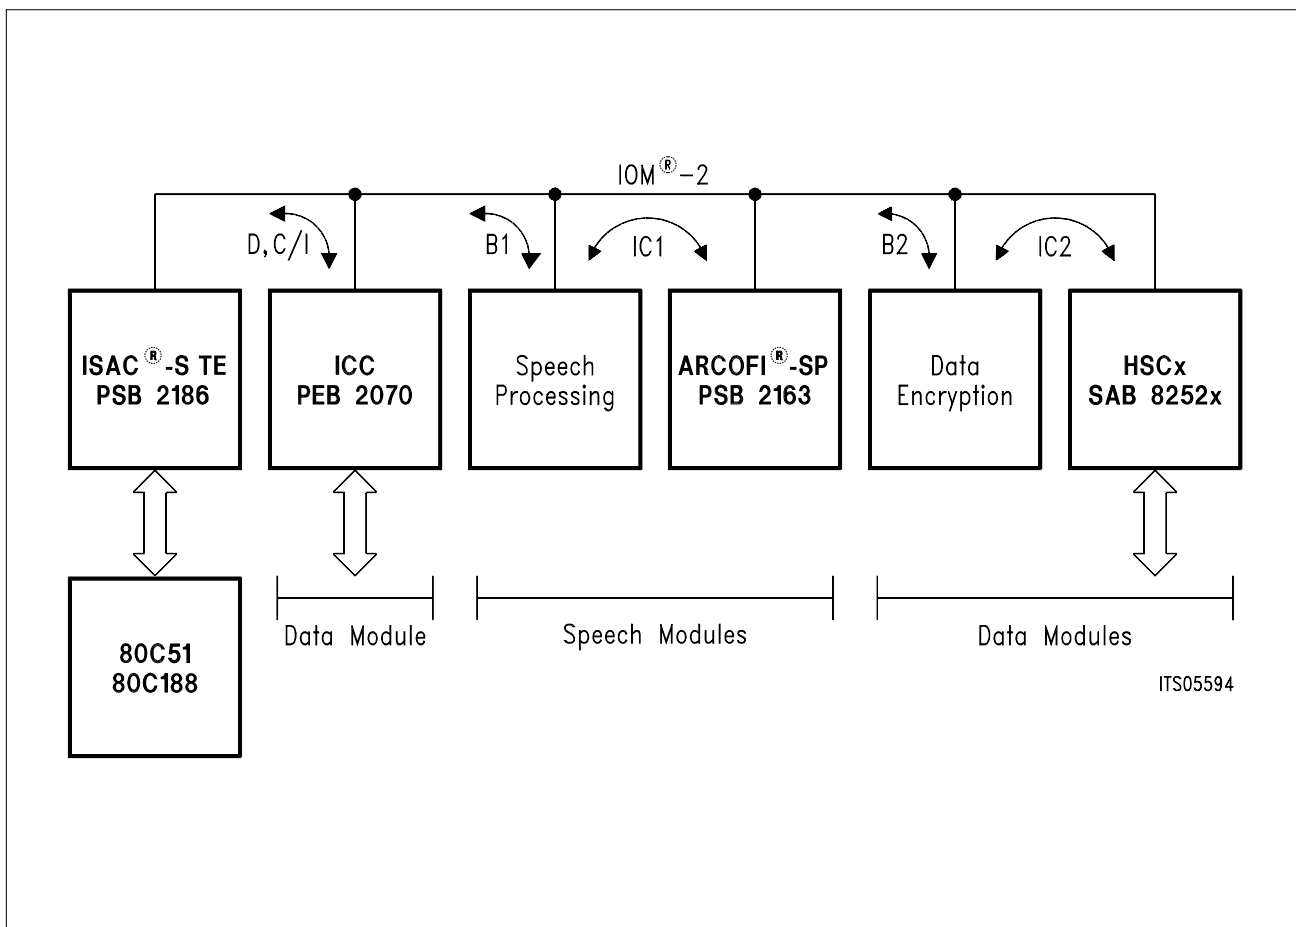 IOM®-2
D, C/I
B1
IC1
B2
IC2
ISAC®-S TE
PSB 2186
ICC
PEB 2070
Speech
Processing
ARCOFI®-SP
PSB 2163
Data
Encryption
HSCx
SAB 8252x
80C51
80C188
Data Module
Speech Modules
Data Modules
ITS05594